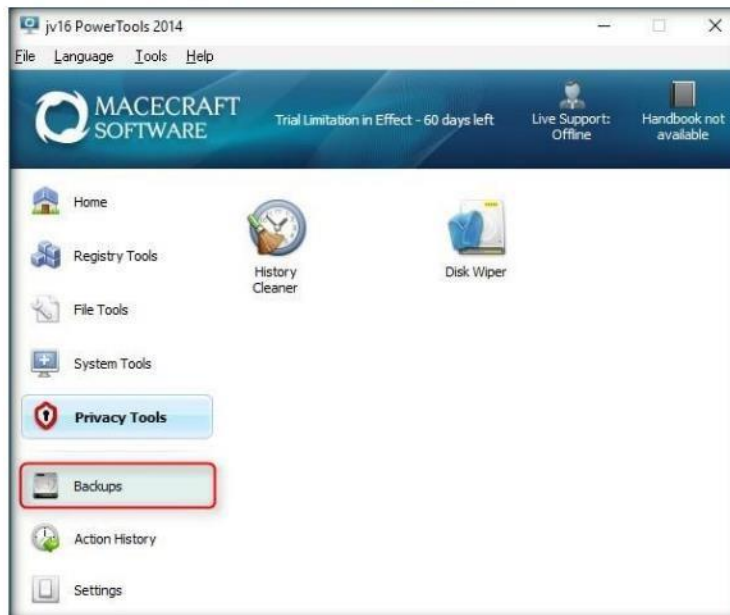 jv16 PowerTools 2014
File Language Tools Help
MACECRAFT
SOFTWARE
Trial Limitation in Effect - 60 days left
Live Support:
Offline
Handbook not
available
Home
Registry Tools
File Tools
System Tools
Privacy Tools
Backups
Action History
Settings
History
Cleaner
Disk Wiper